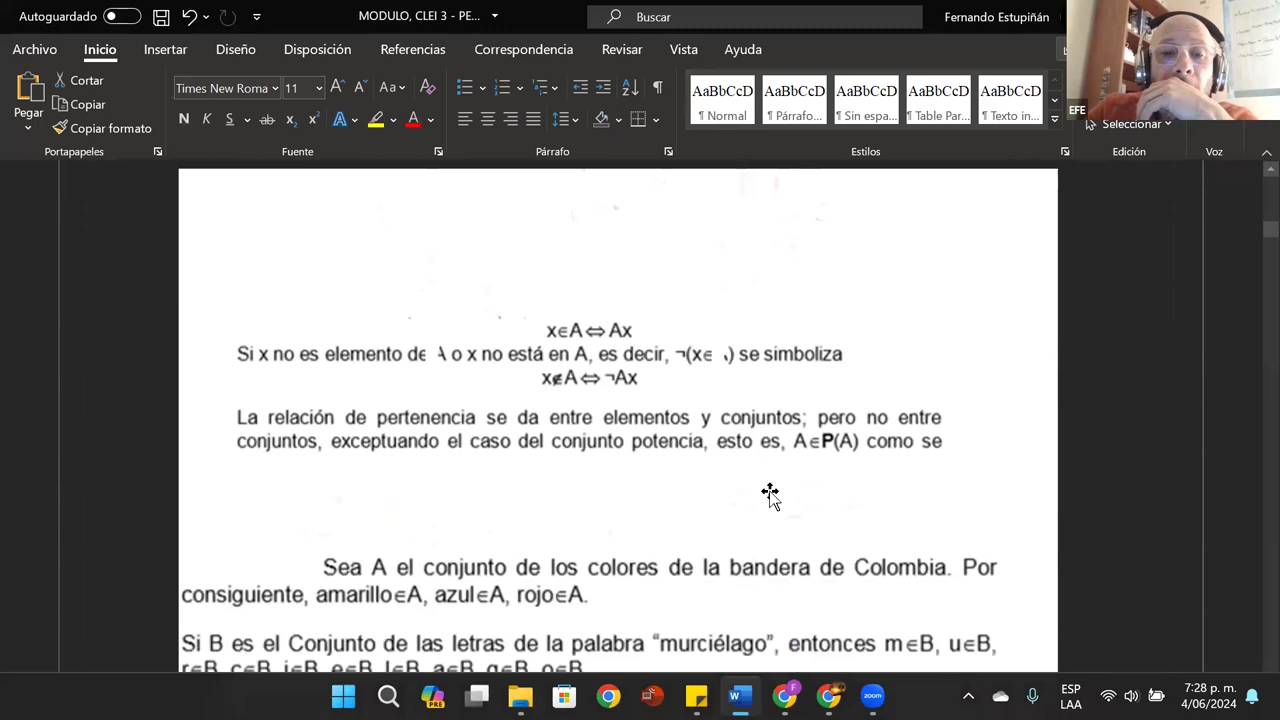 Autoguardado
MODULO, CLEI 3 - PE...
Buscar
Fernando Estupiñán
Archivo
Inicio
Insertar
Diseño
Disposición
Referencias
Correspondencia
Revisar
Vista
Ayuda
Pegar
Cortar
Copiar
Copiar formato
Portapapeles
Times New Roma
11
Fuente
Párrafo
AaBbCcD AaBbCcD AaBbCcD AaBbCcD AaBbCcD
¶ Normal
¶ Párrafo...
¶ Sin espa...
¶ Table Par...
¶ Texto in...
Estilos
EFE
Seleccionar
Edición
Voz
x∈A⇔Ax
Si x no es elemento de A o x no está en A, es decir, ¬(x∈A) se simboliza
x∉A⇔¬Ax
La relación de pertenencia se da entre elementos y conjuntos; pero no entre
conjuntos, exceptuando el caso del conjunto potencia, esto es, A∈P(A) como se
Sea A el conjunto de los colores de la bandera de Colombia. Por
consiguiente, amarillo∈A, azul∈A, rojo∈A.
Si B es el Conjunto de las letras de la palabra “murciélago”, entonces m∈B, u∈B,
r∈B, c∈B, i∈B, e∈B, l∈B, a∈B, g∈B, o∈B
PRE
zoom
ESP
LAA
7:28 p. m.
4/06/2024